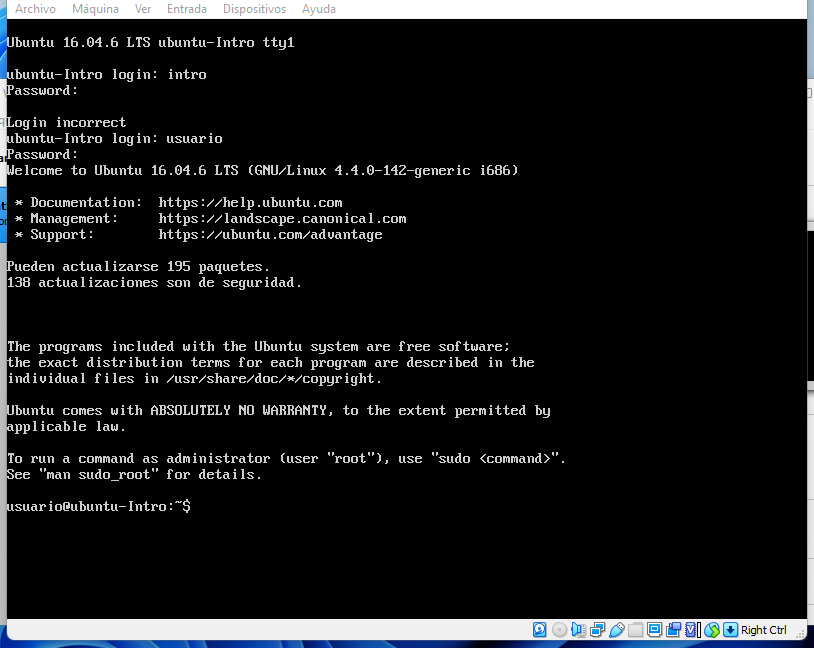 Archivo Máquina Ver Entrada Dispositivos Ayuda
Ubuntu 16.04.6 LTS ubuntu-Intro tty1
ubuntu-Intro login: intro
Password:
Login incorrect
ubuntu-Intro login: usuario
Password:
Welcome to Ubuntu 16.04.6 LTS (GNU/Linux 4.4.0-142-generic i686)
* Documentation:  https://help.ubuntu.com
* Management:     https://landscape.canonical.com
* Support:        https://ubuntu.com/advantage
Pueden actualizarse 195 paquetes.
138 actualizaciones son de seguridad.
The programs included with the Ubuntu system are free software;
the exact distribution terms for each program are described in the
individual files in /usr/share/doc/*/copyright.
Ubuntu comes with ABSOLUTELY NO WARRANTY, to the extent permitted by
applicable law.
To run a command as administrator (user "root"), use "sudo <command>".
See "man sudo_root" for details.
usuario@ubuntu-Intro:~$
Right Ctrl